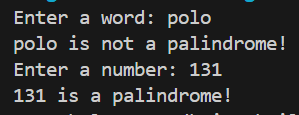 Enter a word: polo
polo is not a palindrome!
Enter a number: 131
131 is a palindrome!